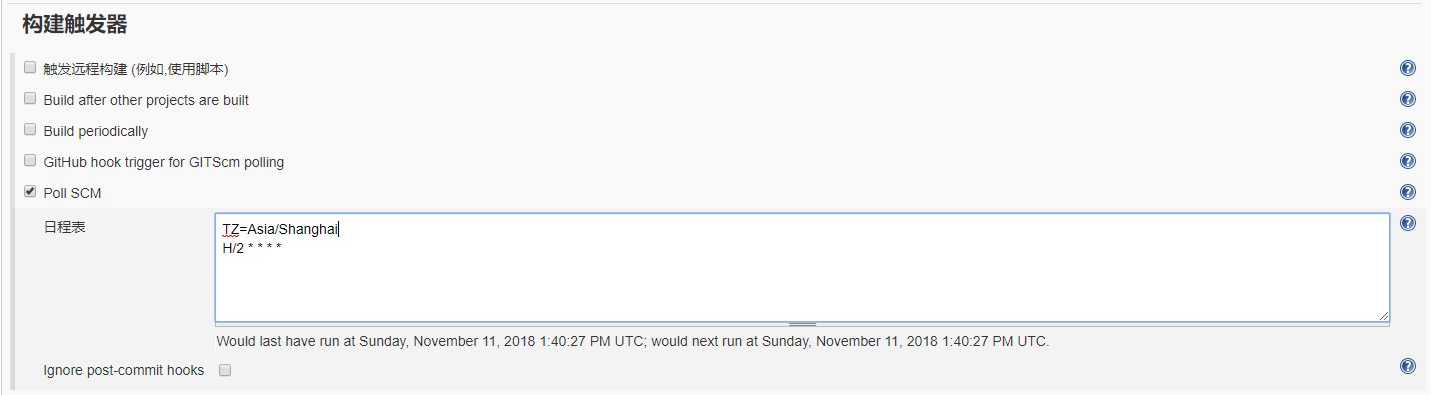 构建触发器
触发远程构建 (例如,使用脚本)
Build after other projects are built
Build periodically
GitHub hook trigger for GITScm polling
Poll SCM
日程表
TZ=Asia/Shanghai
H/2 * * * *
Would last have run at Sunday, November 11, 2018 1:40:27 PM UTC; would next run at Sunday, November 11, 2018 1:40:27 PM UTC.
Ignore post-commit hooks